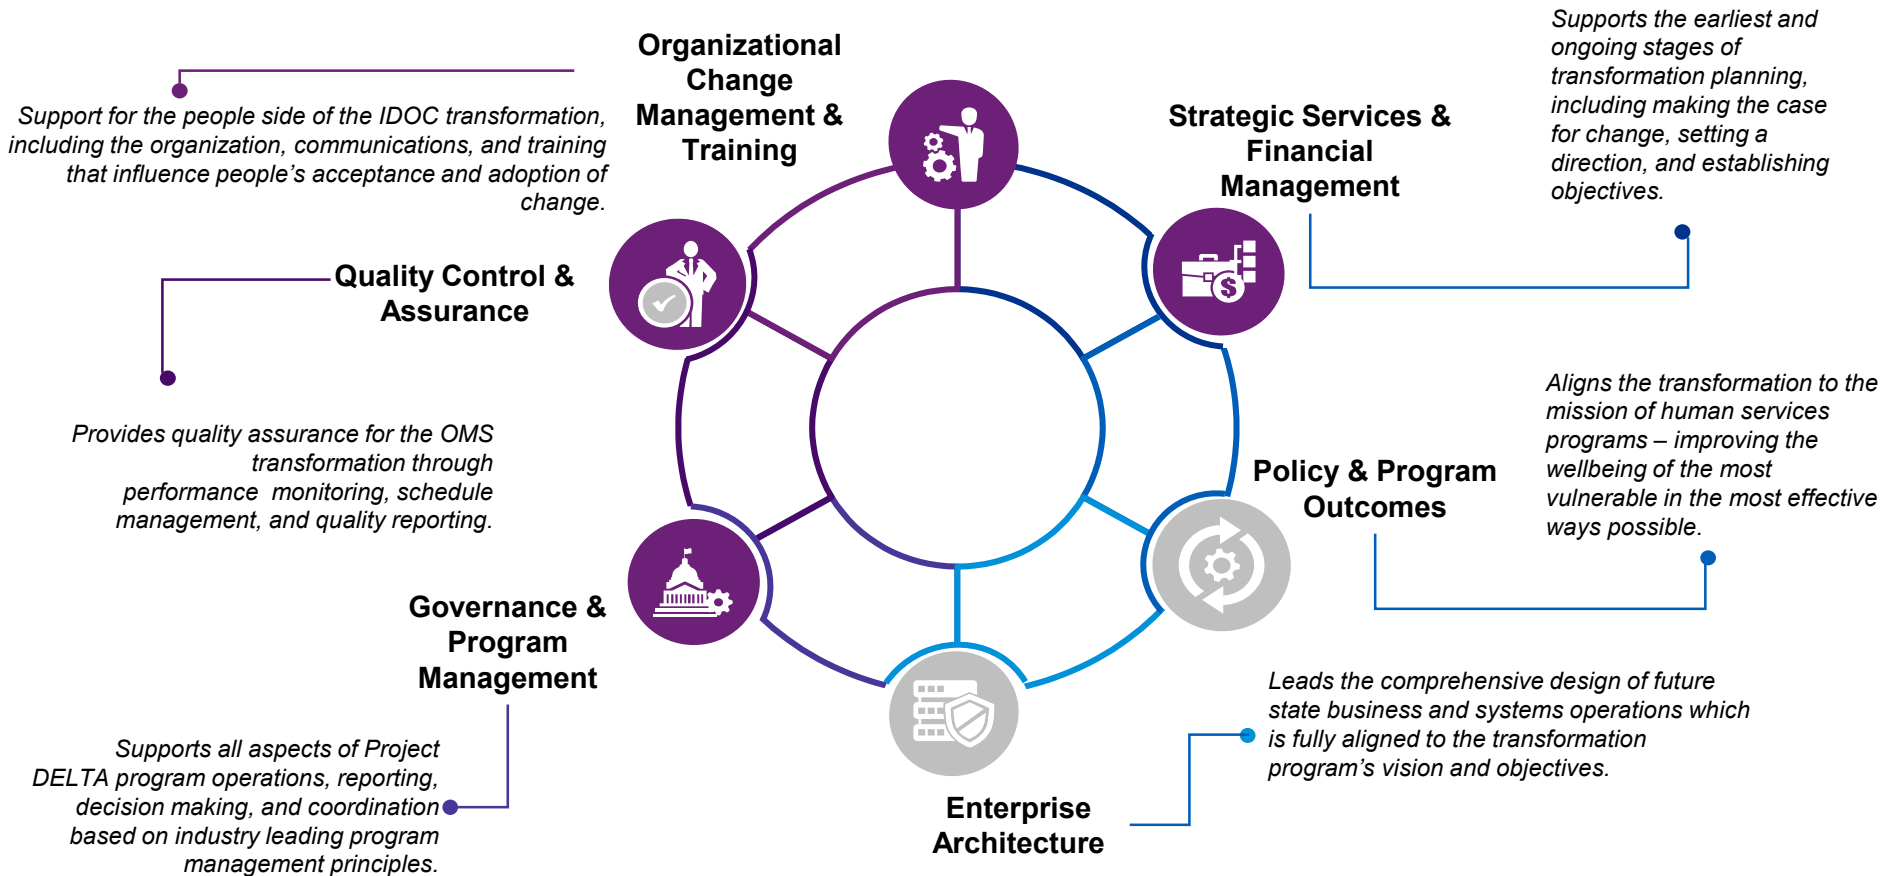 Organizational
Change
Management &
Training
Support for the people side of the IDOC transformation,
including the organization, communications, and training
that influence people’s acceptance and adoption of
change.
Strategic Services &
Financial
Management
Supports the earliest and
ongoing stages of
transformation planning,
including making the case
for change, setting a
direction, and establishing
objectives.
Quality Control &
Assurance
Provides quality assurance for the OMS
transformation through
performance  monitoring, schedule
management, and quality reporting.
Policy & Program
Outcomes
Aligns the transformation to the
mission of human services
programs – improving the
wellbeing of the most
vulnerable in the most effective
ways possible.
Governance &
Program
Management
Supports all aspects of Project
DELTA program operations, reporting,
decision making, and coordination
based on industry leading program
management principles.
Enterprise
Architecture
Leads the comprehensive design of future
state business and systems operations which
is fully aligned to the transformation
program’s vision and objectives.
$